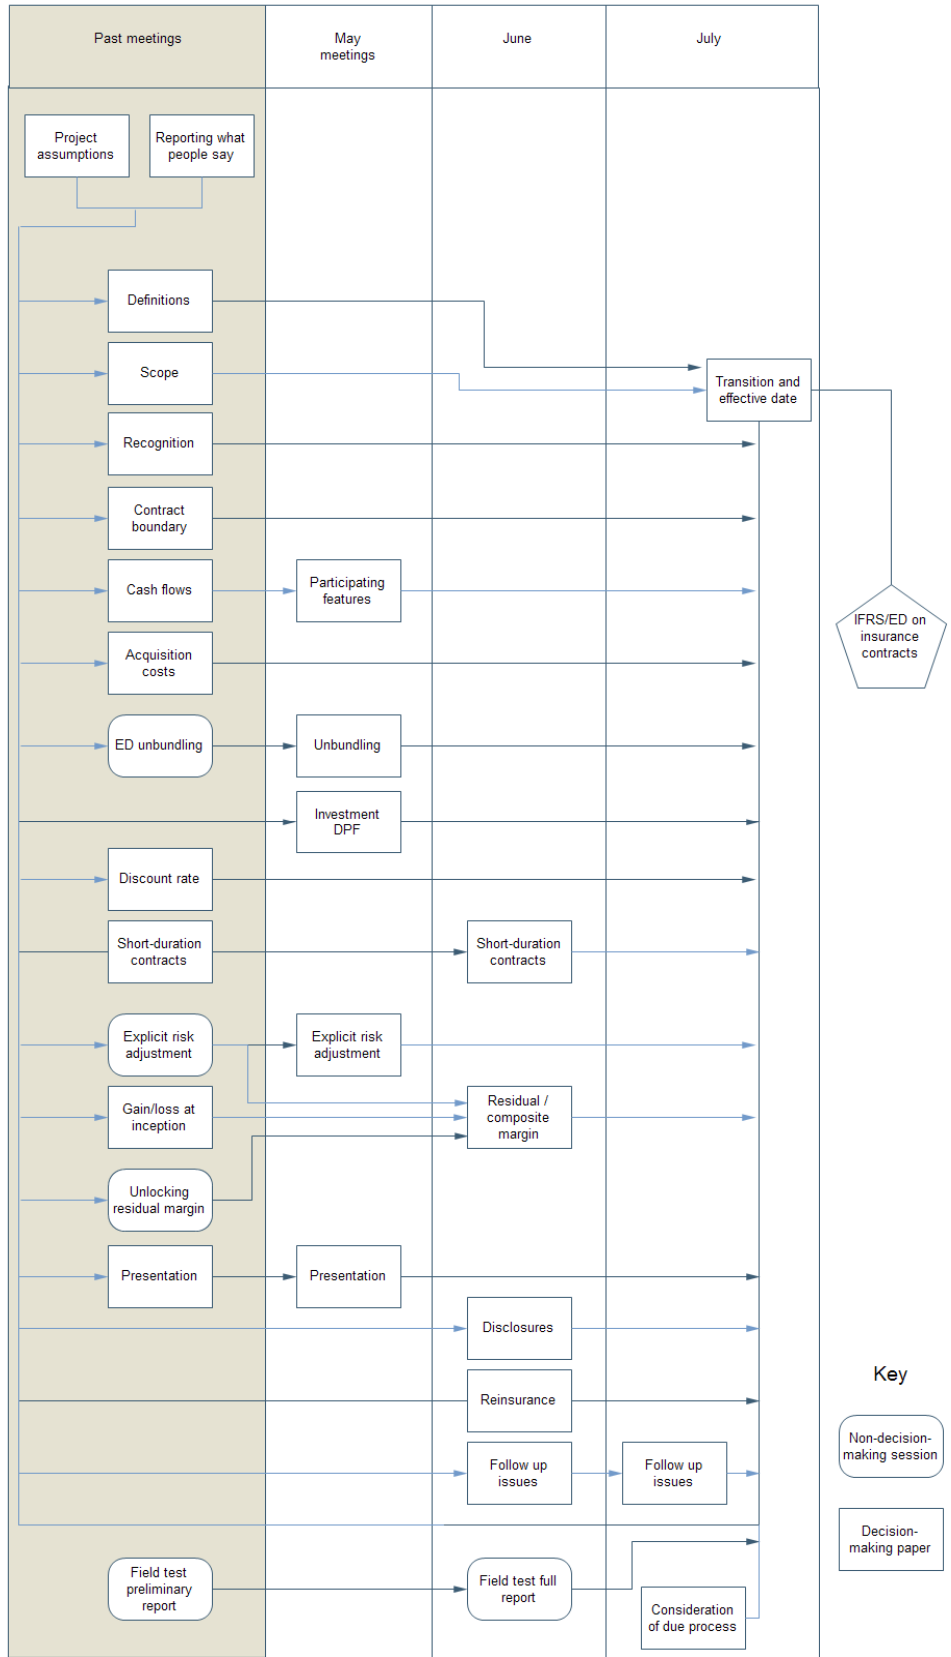 Past meetings
May
meetings
June
July
Project
assumptions
Reporting what
people say
Definitions
Scope
Transition and
effective date
Recognition
Contract
boundary
Cash flows
Participating
features
IFRS/ED on
insurance
contracts
Acquisition
costs
ED unbundling
Unbundling
Investment
DPF
Discount rate
Short-duration
contracts
Short-duration
contracts
Explicit risk
adjustment
Explicit risk
adjustment
Gain/loss at
inception
Residual /
composite
margin
Unlocking
residual margin
Presentation
Presentation
Disclosures
Reinsurance
Follow up
issues
Follow up
issues
Field test
preliminary
report
Field test full
report
Consideration
of due process
Key
Non-decision-
making session
Decision-
making paper